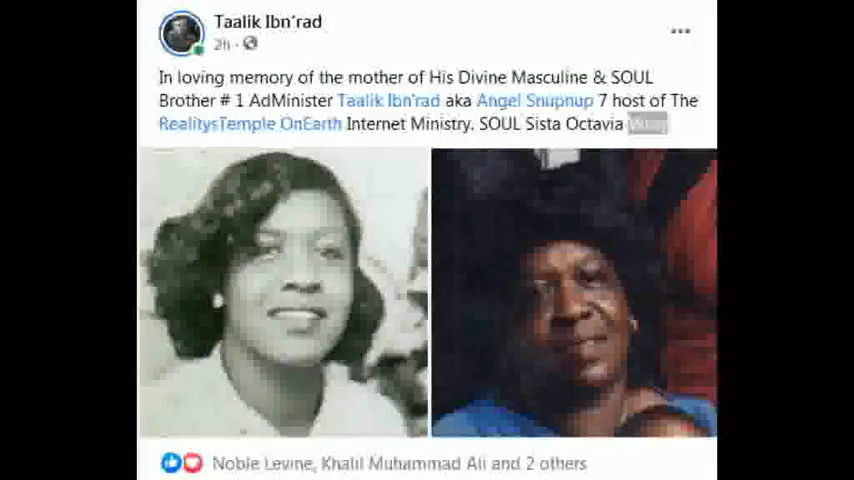 Taalik Ibn'rad
2h ·
In loving memory of the mother of His Divine Masculine & SOUL
Brother # 1 AdMinister Taalik Ibn'rad aka Angel Snupnup 7 host of The
RealitysTemple OnEarth Internet Ministry. SOUL Sista Octavia
Noble Levine, Khalil Muhammad Ali and 2 others